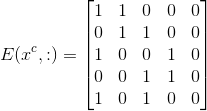 E(x^c, :) =
1 1 0 0 0
0 1 1 0 0
1 0 0 1 0
0 0 1 1 0
1 0 1 0 0